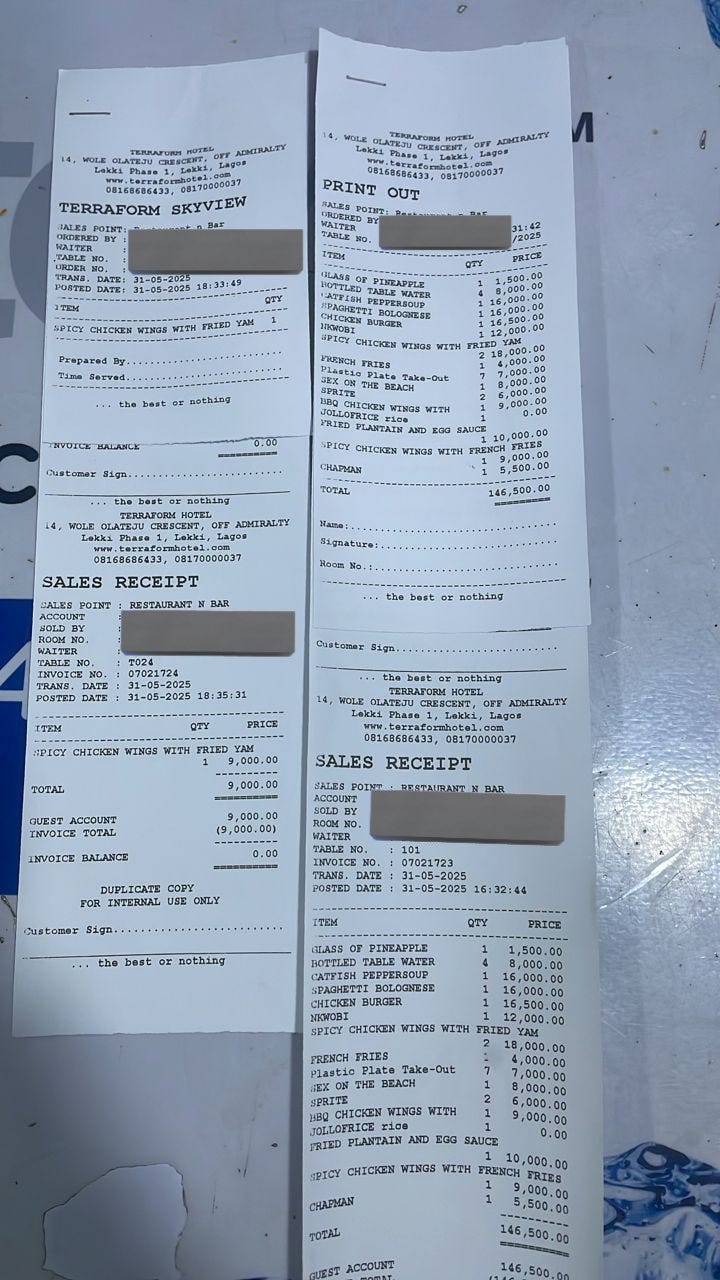 TERRAFORM HOTEL
14, WOLE OLATEJU CRESCENT, OFF ADMIRALTY
Lekki Phase 1, Lekki, Lagos
www.terraformhotel.com
08168686433, 08170000037
TERRAFORM SKYVIEW
SALES POINT: Restaurant n Bar
ORDERED BY :
WAITER :
TABLE NO. :
ORDER NO. :
TRANS. DATE: 31-05-2025
POSTED DATE: 31-05-2025 18:33:49
ITEM QTY
SPICY CHICKEN WINGS WITH FRIED YAM 1
Prepared By..........................
Time Served..........................
... the best or nothing
INVOICE BALANCE 0.00
Customer Sign..........................
... the best or nothing
TERRAFORM HOTEL
14, WOLE OLATEJU CRESCENT, OFF ADMIRALTY
Lekki Phase 1, Lekki, Lagos
www.terraformhotel.com
08168686433, 08170000037
SALES RECEIPT
SALES POINT : RESTAURANT N BAR
ACCOUNT :
SOLD BY :
ROOM NO. :
WAITER
TABLE NO. : T024
INVOICE NO. : 07021724
TRANS. DATE : 31-05-2025
POSTED DATE : 31-05-2025 18:35:31
ITEM QTY PRICE
SPICY CHICKEN WINGS WITH FRIED YAM
1 9,000.00
TOTAL 9,000.00
GUEST ACCOUNT 9,000.00
INVOICE TOTAL (9,000.00)
INVOICE BALANCE 0.00
DUPLICATE COPY
FOR INTERNAL USE ONLY
Customer Sign..........................
... the best or nothing
TERRAFORM HOTEL
14, WOLE OLATEJU CRESCENT, OFF ADMIRALTY
Lekki Phase 1, Lekki, Lagos
www.terraformhotel.com
08168686433, 08170000037
PRINT OUT
SALES POINT: Restaurant n Bar
ORDERED BY
WAITER 31:42
TABLE NO. /2025
ITEM QTY PRICE
GLASS OF PINEAPPLE 1 1,500.00
BOTTLED TABLE WATER 4 8,000.00
CATFISH PEPPERSOUP 1 16,000.00
SPAGHETTI BOLOGNESE 1 16,000.00
CHICKEN BURGER 1 16,500.00
NKWOBI 1 12,000.00
SPICY CHICKEN WINGS WITH FRIED YAM
2 18,000.00
FRENCH FRIES 1 4,000.00
Plastic Plate Take-Out 7 7,000.00
SEX ON THE BEACH 1 8,000.00
SPRITE 2 6,000.00
BBQ CHICKEN WINGS WITH 1 9,000.00
JOLLOFRICE rice 1 0.00
FRIED PLANTAIN AND EGG SAUCE
1 10,000.00
SPICY CHICKEN WINGS WITH FRENCH FRIES
1 9,000.00
CHAPMAN 1 5,500.00
TOTAL 146,500.00
Name:..........................
Signature:..........................
Room No.:..........................
... the best or nothing
Customer Sign..........................
... the best or nothing
TERRAFORM HOTEL
14, WOLE OLATEJU CRESCENT, OFF ADMIRALTY
Lekki Phase 1, Lekki, Lagos
www.terraformhotel.com
08168686433, 08170000037
SALES RECEIPT
SALES POINT : RESTAURANT N BAR
ACCOUNT
SOLD BY
ROOM NO.
WAITER
TABLE NO. : 101
INVOICE NO. : 07021723
TRANS. DATE : 31-05-2025
POSTED DATE : 31-05-2025 16:32:44
ITEM QTY PRICE
GLASS OF PINEAPPLE 1 1,500.00
BOTTLED TABLE WATER 4 8,000.00
CATFISH PEPPERSOUP 1 16,000.00
SPAGHETTI BOLOGNESE 1 16,000.00
CHICKEN BURGER 1 16,500.00
NKWOBI 1 12,000.00
SPICY CHICKEN WINGS WITH FRIED YAM
2 18,000.00
FRENCH FRIES 4,000.00
Plastic Plate Take-Out 7 7,000.00
SEX ON THE BEACH 1 8,000.00
SPRITE 2 6,000.00
BBQ CHICKEN WINGS WITH 1 9,000.00
JOLLOFRICE rice 1 0.00
FRIED PLANTAIN AND EGG SAUCE
1 10,000.00
SPICY CHICKEN WINGS WITH FRENCH FRIES
1 9,000.00
CHAPMAN 1 5,500.00
TOTAL 146,500.00
GUEST ACCOUNT 146,500.00